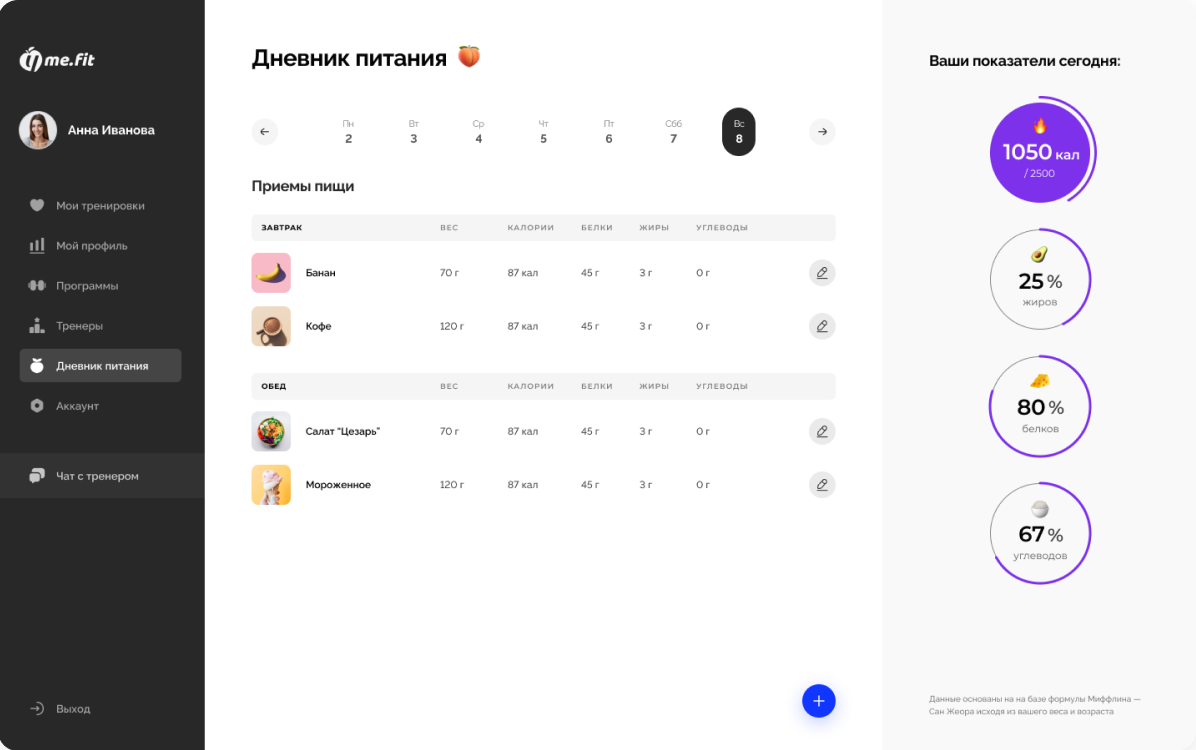 me.fit
Анна Иванова
Мои тренировки
Мой профиль
Программы
Тренеры
Дневник питания
Аккаунт
Чат с тренером
Выход
Дневник питания
Пн Вт Ср Чт Пт Сбб Вс
2 3 4 5 6 7 8
Приемы пищи
ЗАВТРАК ВЕС КАЛОРИИ БЕЛКИ ЖИРЫ УГЛЕВОДЫ
Банан 70 г 87 кал 45 г 3 г 0 г
Кофе 120 г 87 кал 45 г 3 г 0 г
ОБЕД ВЕС КАЛОРИИ БЕЛКИ ЖИРЫ УГЛЕВОДЫ
Салат "Цезарь" 70 г 87 кал 45 г 3 г 0 г
Мороженное 120 г 87 кал 45 г 3 г 0 г
Ваши показатели сегодня:
1050 кал
/ 2500
25 %
жиров
80 %
белков
67 %
углеводов
Данные основаны на на базе формулы Миффлина —
Сан Жеора исходя из вашего веса и возраста